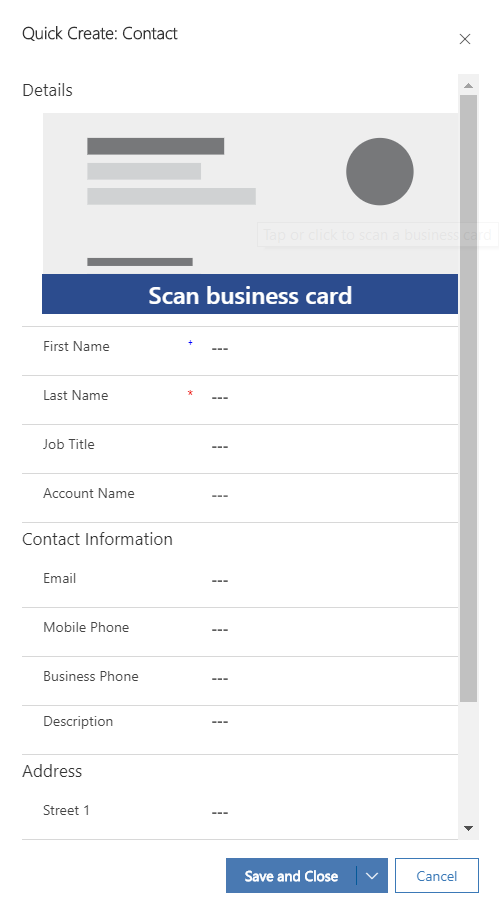 Quick Create: Contact
Details
Tap or click to scan a business card
Scan business card
First Name + ---
Last Name * ---
Job Title ---
Account Name ---
Contact Information
Email ---
Mobile Phone ---
Business Phone ---
Description ---
Address
Street 1 ---
Save and Close
Cancel